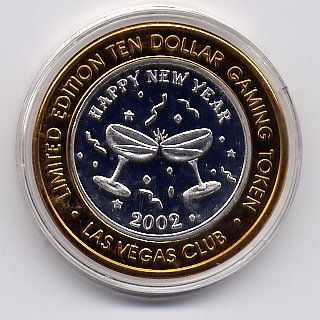 LIMITED EDITION TEN DOLLAR GAMING TOKEN
HAPPY NEW YEAR
2002
• LAS VEGAS CLUB •